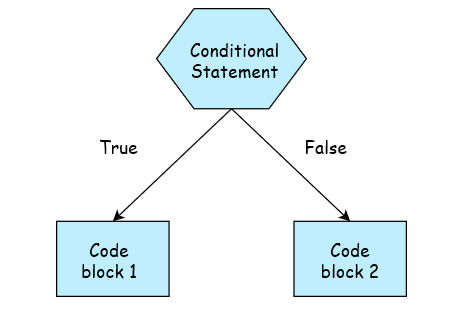 Conditional
Statement
True
False
Code
block 1
Code
block 2